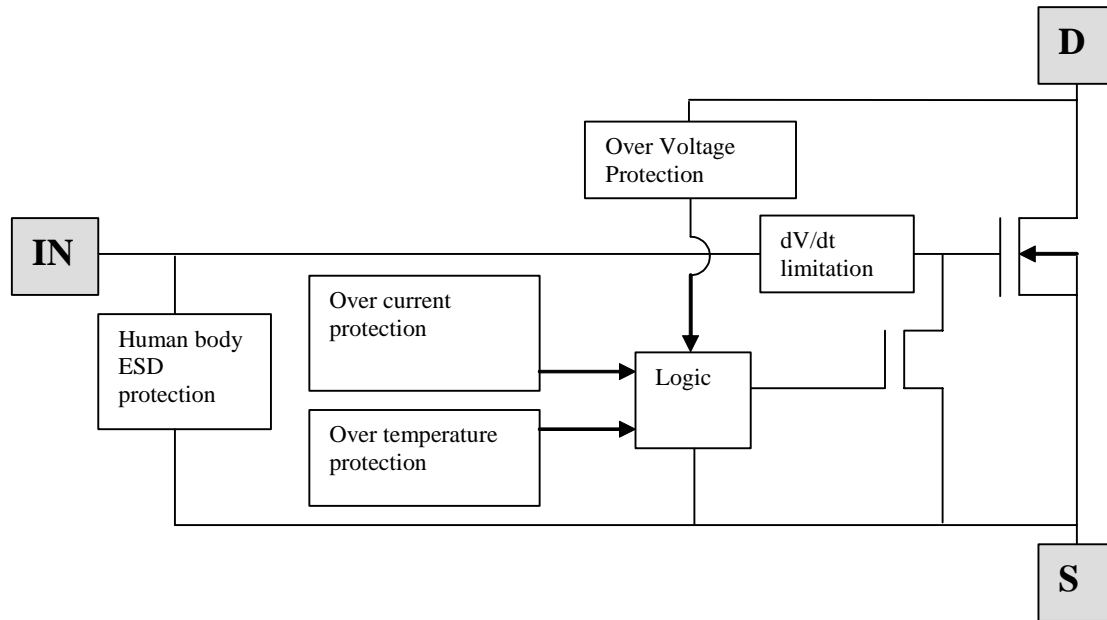 D
Over Voltage
Protection
IN
dV/dt
limitation
Over current
protection
Human body
ESD
protection
Logic
Over temperature
protection
S